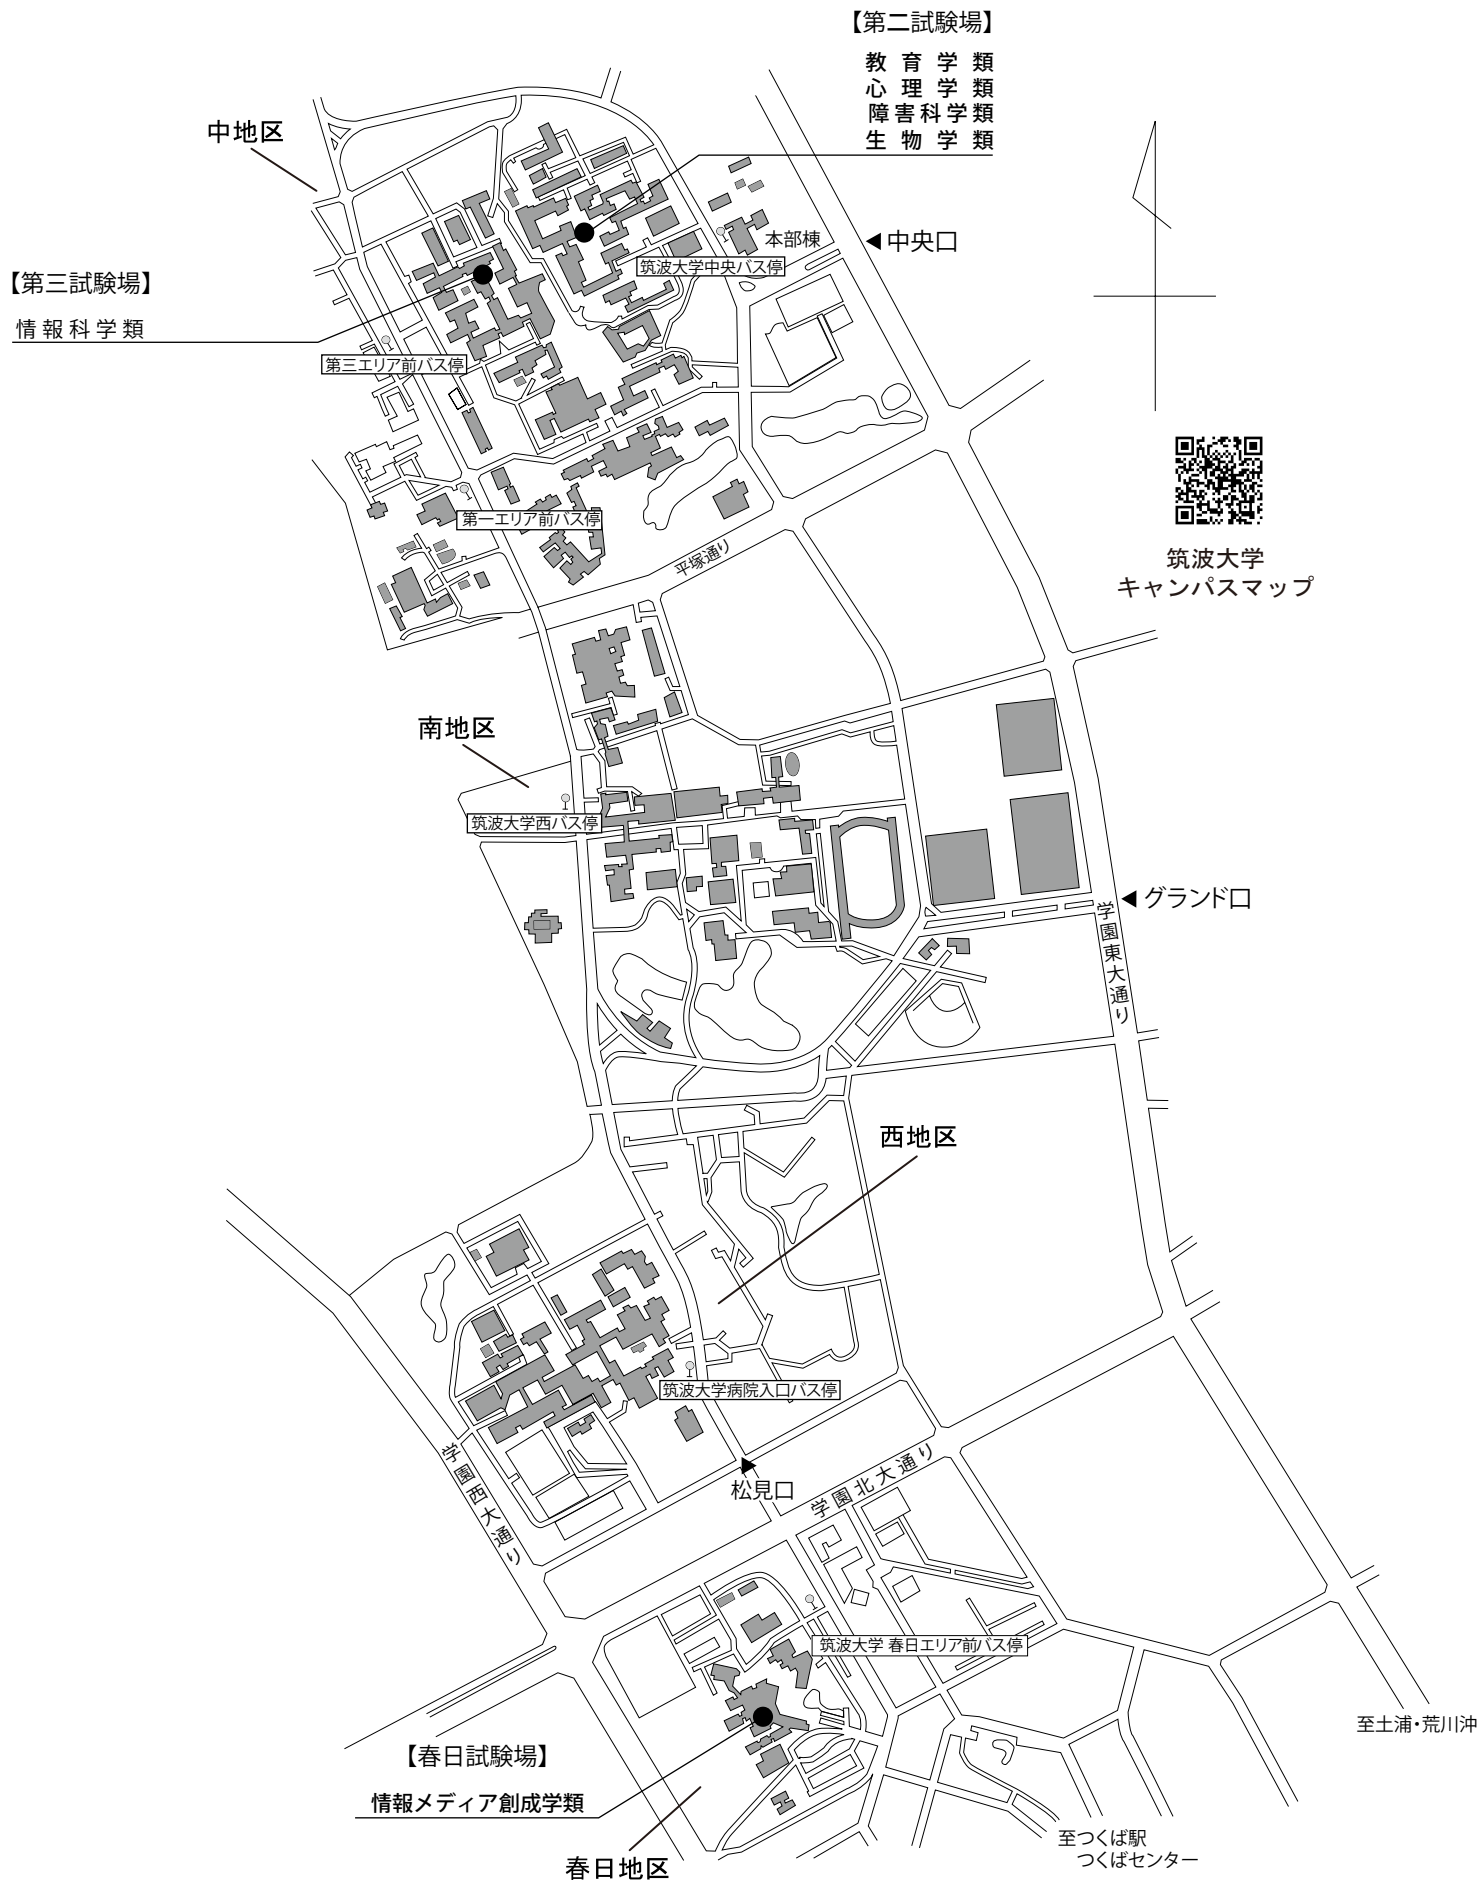 【第二試験場】
教育学類
心理学類
障害科学類
生物学類
中地区
本部棟
中央口
筑波大学中央バス停
【第三試験場】
情報科学類
第三エリア前バス停
第一エリア前バス停
平塚通り
筑波大学
キャンパスマップ
南地区
筑波大学西バス停
グランド口
学園東大通り
西地区
筑波大学病院入口バス停
学園西大通り
松見口
学園北大通り
筑波大学 春日エリア前バス停
至土浦・荒川沖
【春日試験場】
情報メディア創成学類
春日地区
至つくば駅
つくばセンター